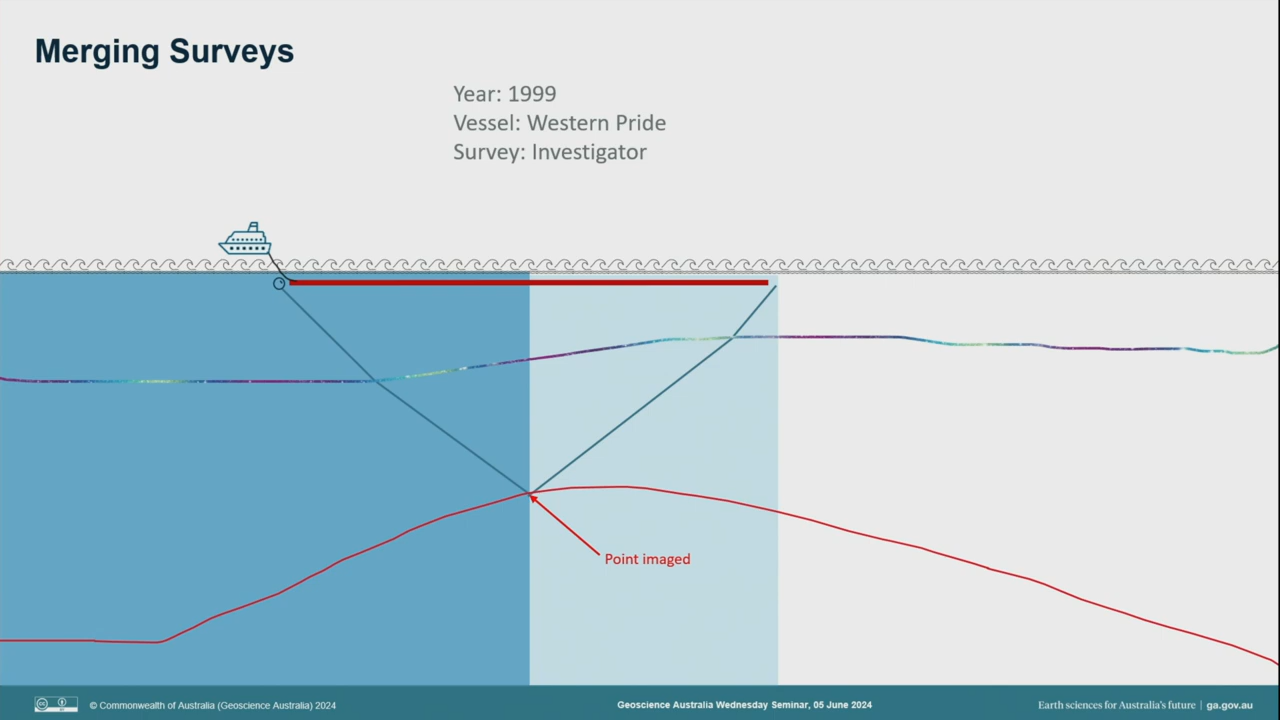 Merging Surveys
Year: 1999
Vessel: Western Pride
Survey: Investigator
Point imaged
© Commonwealth of Australia (Geoscience Australia) 2024
Geoscience Australia Wednesday Seminar, 05 June 2024
Earth sciences for Australia's future | ga.gov.au